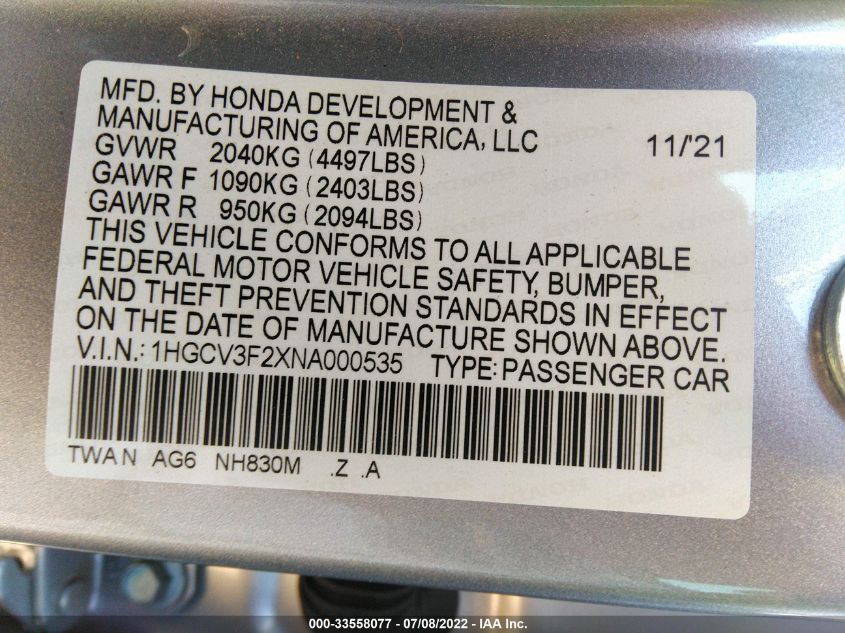 MFD. BY HONDA DEVELOPMENT &
MANUFACTURING OF AMERICA, LLC 11/'21
GVWR 2040KG (4497LBS)
GAWR F 1090KG (2403LBS)
GAWR R 950KG (2094LBS)
THIS VEHICLE CONFORMS TO ALL APPLICABLE
FEDERAL MOTOR VEHICLE SAFETY, BUMPER,
AND THEFT PREVENTION STANDARDS IN EFFECT
ON THE DATE OF MANUFACTURE SHOWN ABOVE.
V.I.N.: 1HGCV3F2XNA000535 TYPE: PASSENGER CAR
TWAN AG6 NH830M .Z .A
000-33558077 - 07/08/2022 - IAA Inc.